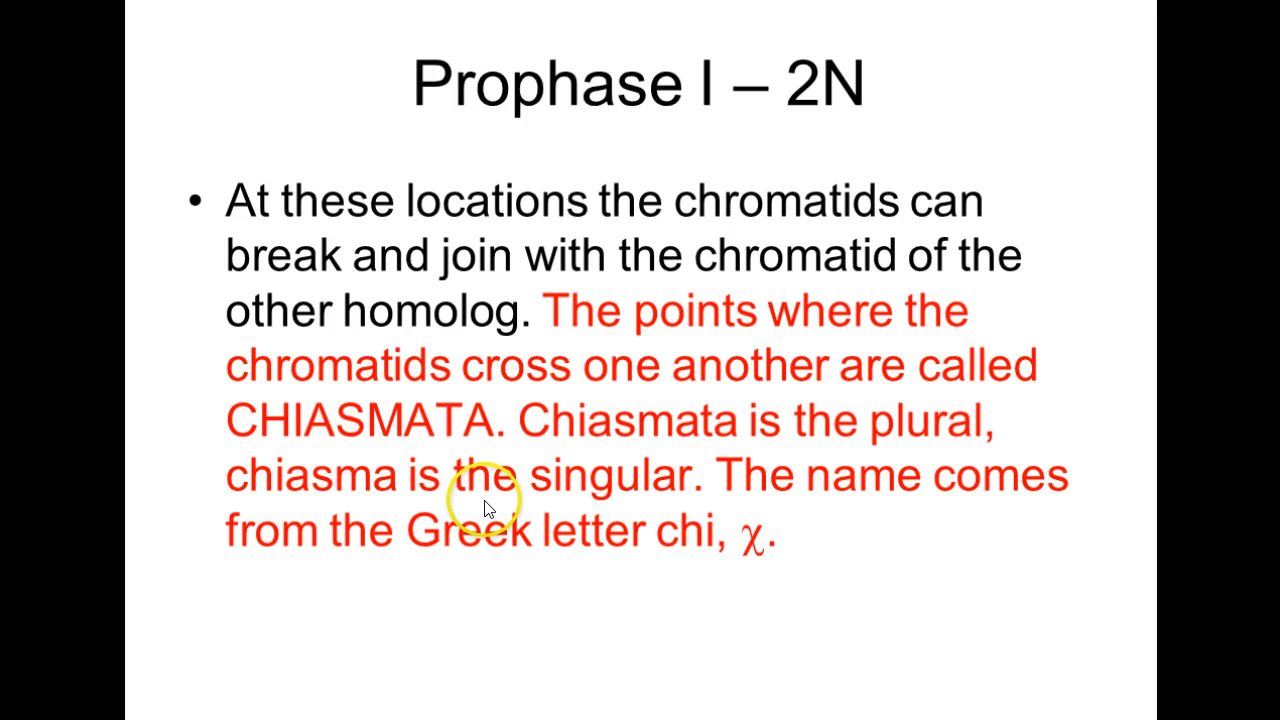 Prophase I – 2N
• At these locations the chromatids can
break and join with the chromatid of the
other homolog. The points where the
chromatids cross one another are called
CHIASMATA. Chiasmata is the plural,
chiasma is the singular. The name comes
from the Greek letter chi, χ.